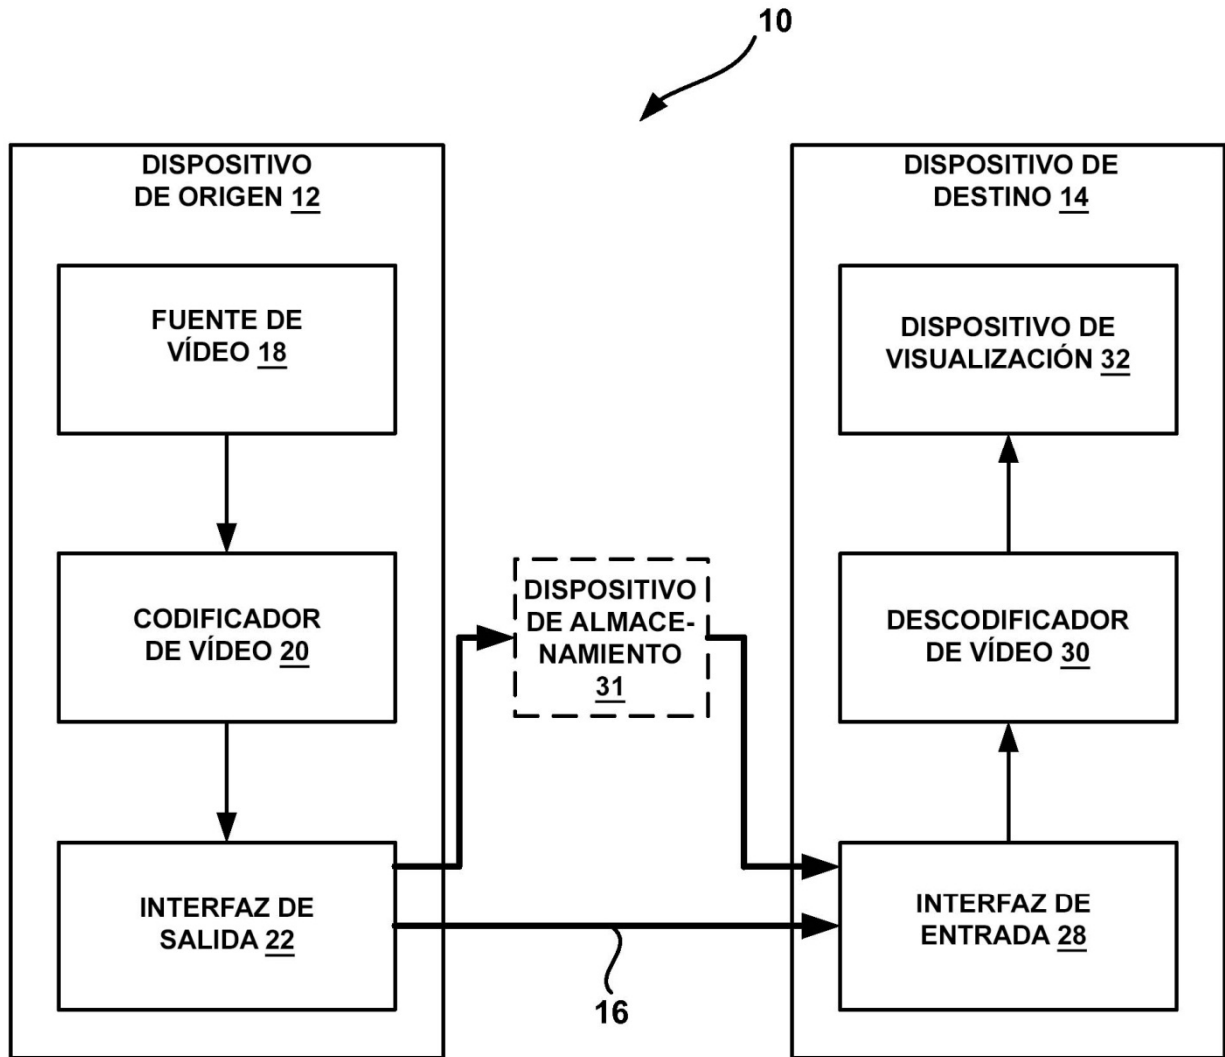 10
DISPOSITIVO
DE ORIGEN 12
FUENTE DE
VÍDEO 18
CODIFICADOR
DE VÍDEO 20
INTERFAZ DE
SALIDA 22
DISPOSITIVO
DE ALMACE-
NAMIENTO
31
16
DISPOSITIVO DE
DESTINO 14
DISPOSITIVO DE
VISUALIZACIÓN 32
DESCODIFICADOR
DE VÍDEO 30
INTERFAZ DE
ENTRADA 28